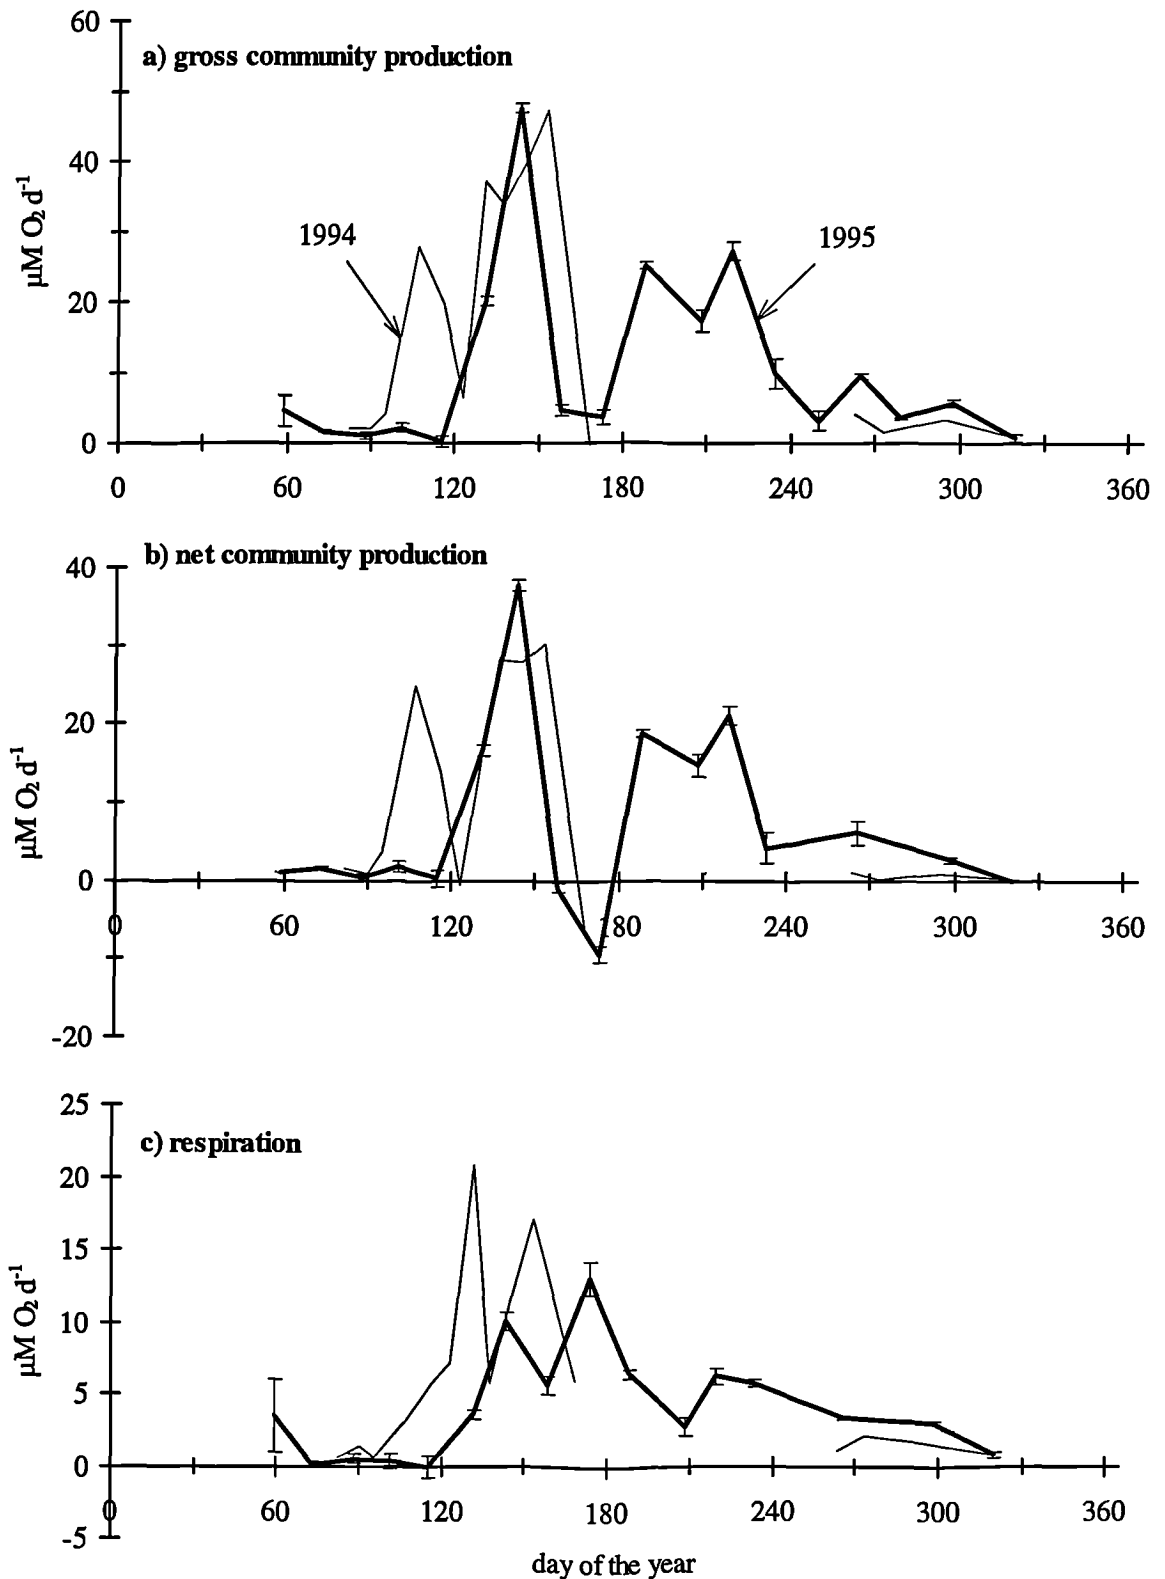 60
a) gross community production
40
1994
1995
µM O₂ d⁻¹
20
0
0 60 120 180 240 300 360
b) net community production
40
20
µM O₂ d⁻¹
0
0 60 120 180 240 300 360
-20
25
c) respiration
20
15
µM O₂ d⁻¹
10
5
0
0 60 120 180 240 300 360
-5
day of the year